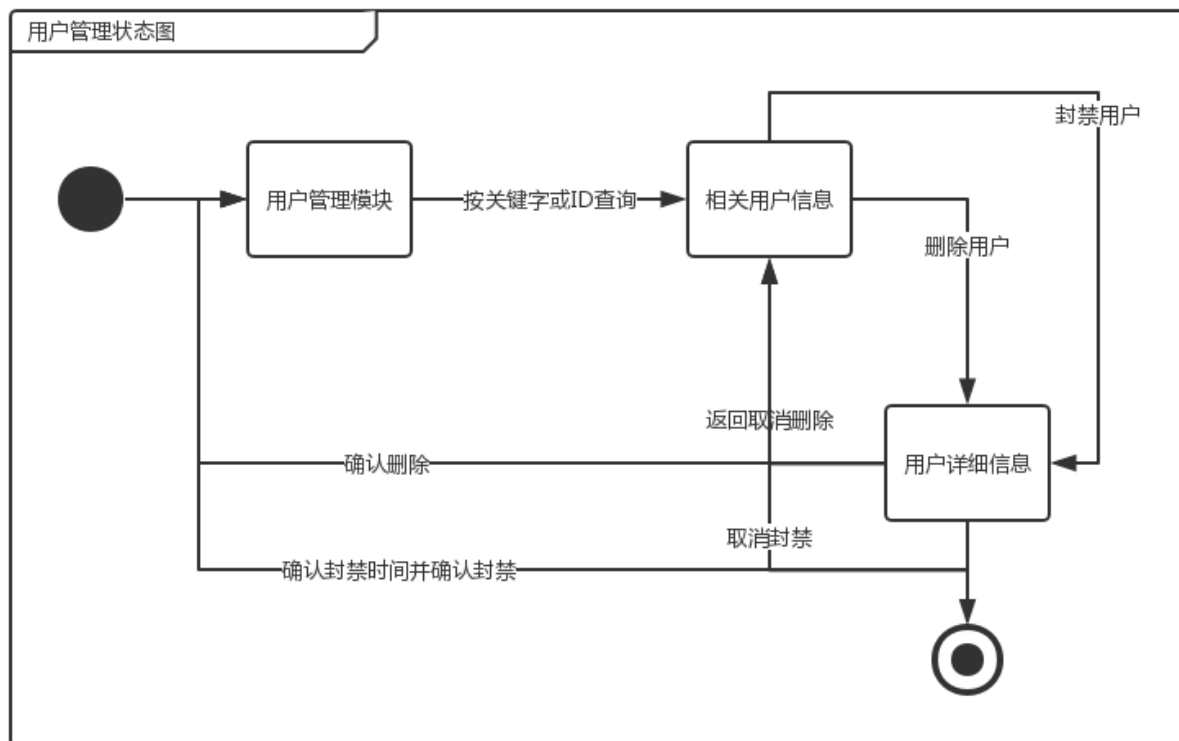 用户管理状态图
封禁用户
用户管理模块
按关键字或ID查询
相关用户信息
删除用户
返回取消删除
确认删除
用户详细信息
取消封禁
确认封禁时间并确认封禁